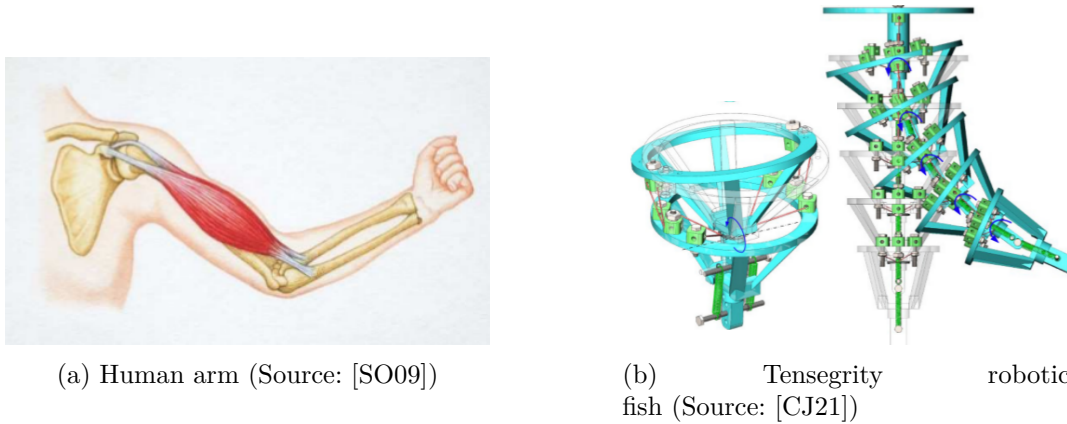 (a) Human arm (Source: [SO09])
(b) Tensegrity robotic
fish (Source: [CJ21])